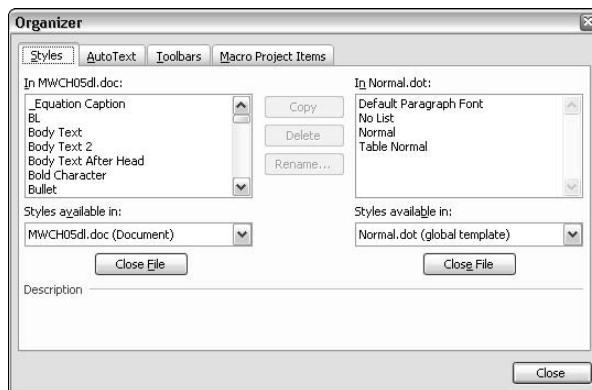 Organizer
Styles AutoText Toolbars Macro Project Items
In MWCH05dl.doc:
_Equation Caption
BL
Body Text
Body Text 2
Body Text After Head
Bold Character
Bullet
Copy
Delete
Rename...
In Normal.dot:
Default Paragraph Font
No List
Normal
Table Normal
Styles available in:
MWCH05dl.doc (Document)
Close File
Styles available in:
Normal.dot (global template)
Close File
Description
Close